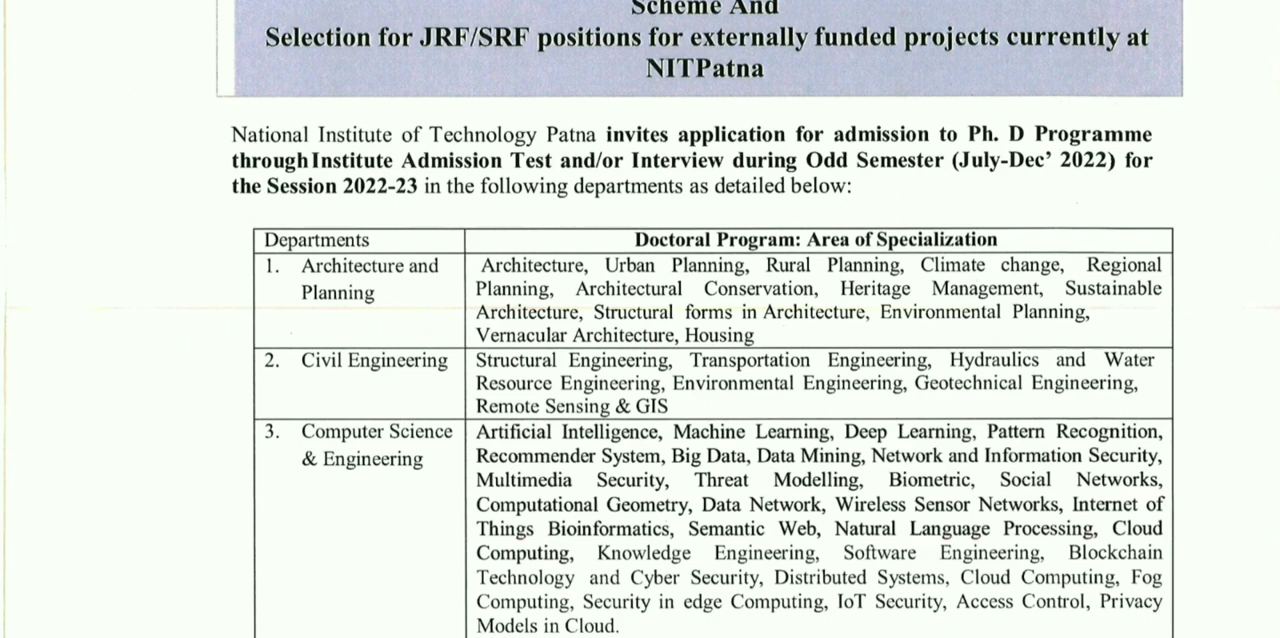 Scheme And
Selection for JRF/SRF positions for externally funded projects currently at
NITPatna
National Institute of Technology Patna invites application for admission to Ph. D Programme
through Institute Admission Test and/or Interview during Odd Semester (July-Dec’ 2022) for
the Session 2022-23 in the following departments as detailed below:
Departments
Doctoral Program: Area of Specialization
1. Architecture and
Planning
Architecture, Urban Planning, Rural Planning, Climate change, Regional
Planning, Architectural Conservation, Heritage Management, Sustainable
Architecture, Structural forms in Architecture, Environmental Planning,
Vernacular Architecture, Housing
2. Civil Engineering
Structural Engineering, Transportation Engineering, Hydraulics and Water
Resource Engineering, Environmental Engineering, Geotechnical Engineering,
Remote Sensing & GIS
3. Computer Science
& Engineering
Artificial Intelligence, Machine Learning, Deep Learning, Pattern Recognition,
Recommender System, Big Data, Data Mining, Network and Information Security,
Multimedia Security, Threat Modelling, Biometric, Social Networks,
Computational Geometry, Data Network, Wireless Sensor Networks, Internet of
Things Bioinformatics, Semantic Web, Natural Language Processing, Cloud
Computing, Knowledge Engineering, Software Engineering, Blockchain
Technology and Cyber Security, Distributed Systems, Cloud Computing, Fog
Computing, Security in edge Computing, IoT Security, Access Control, Privacy
Models in Cloud.